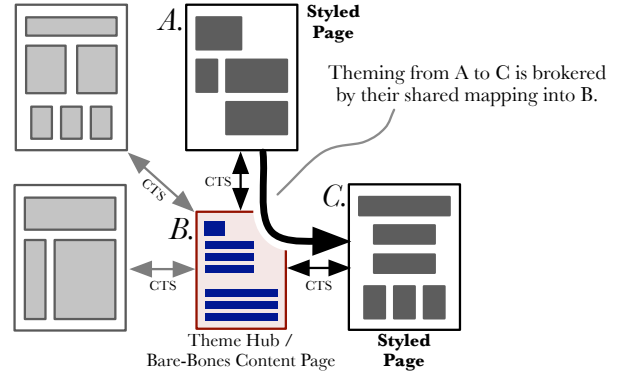 A.
Styled
Page
Theming from A to C is brokered
by their shared mapping into B.
CTS
CTS
C.
B.
CTS
CTS
Theme Hub /
Bare-Bones Content Page
Styled
Page